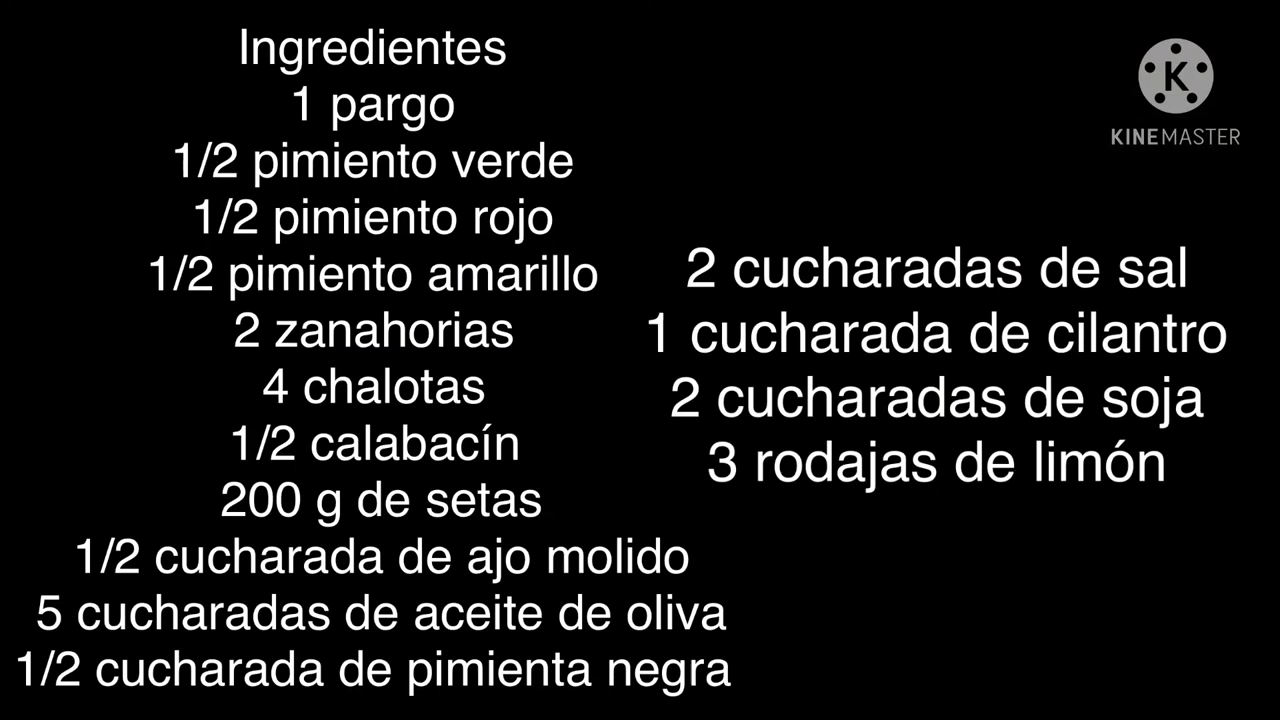 Ingredientes
1 pargo
1/2 pimiento verde
1/2 pimiento rojo
1/2 pimiento amarillo
2 zanahorias
4 chalotas
1/2 calabacín
200 g de setas
1/2 cucharada de ajo molido
5 cucharadas de aceite de oliva
1/2 cucharada de pimienta negra
K
KINEMASTER
2 cucharadas de sal
1 cucharada de cilantro
2 cucharadas de soja
3 rodajas de limón